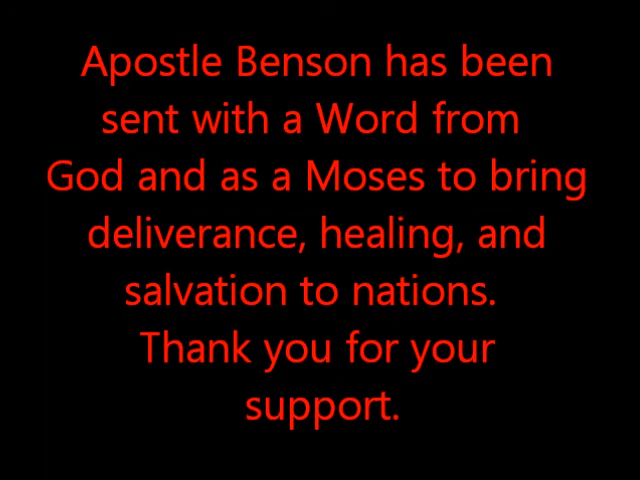 Apostle Benson has been
sent with a Word from
God and as a Moses to bring
deliverance, healing, and
salvation to nations.
Thank you for your
support.